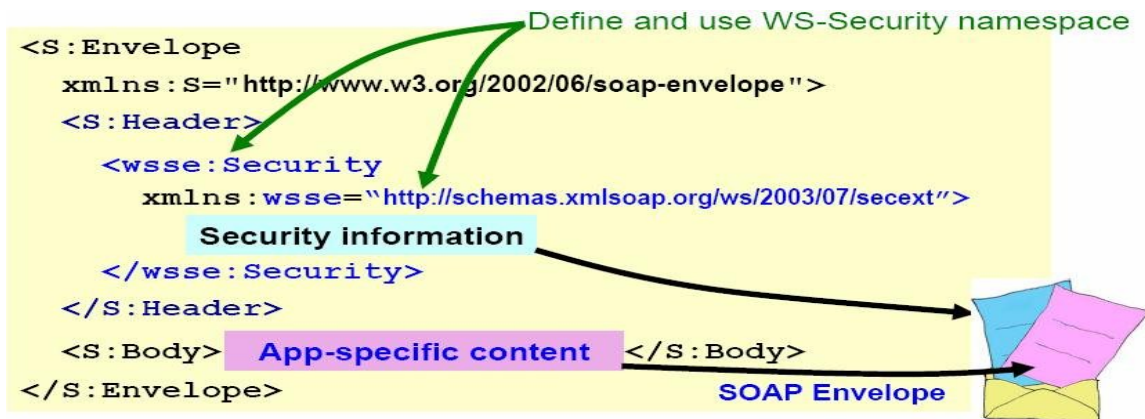 Define and use WS-Security namespace
<S:Envelope
xmlns:S="http://www.w3.org/2002/06/soap-envelope">
<S:Header>
<wsse:Security
xmlns:wsse=“http://schemas.xmlsoap.org/ws/2003/07/secext”>
Security information
</wsse:Security>
</S:Header>
<S:Body> App-specific content </S:Body>
</S:Envelope>
SOAP Envelope